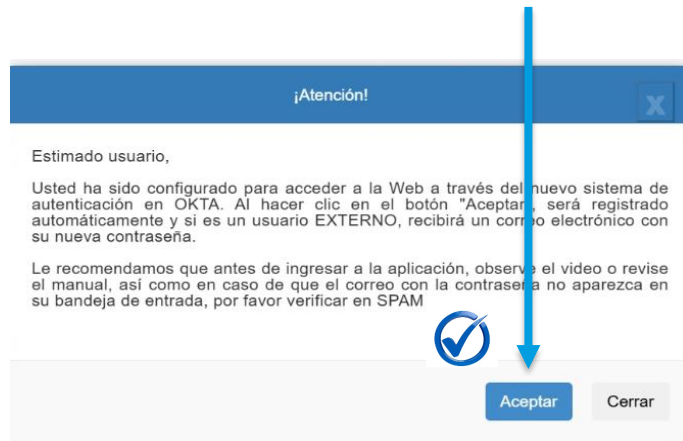 ¡Atención!
X
Estimado usuario,
Usted ha sido configurado para acceder a la Web a través del nuevo sistema de
autenticación en OKTA. Al hacer clic en el botón "Aceptar", será registrado
automáticamente y si es un usuario EXTERNO, recibirá un correo electrónico con
su nueva contraseña.
Le recomendamos que antes de ingresar a la aplicación, observe el video o revise
el manual, así como en caso de que el correo con la contraseña no aparezca en
su bandeja de entrada, por favor verificar en SPAM
Aceptar Cerrar